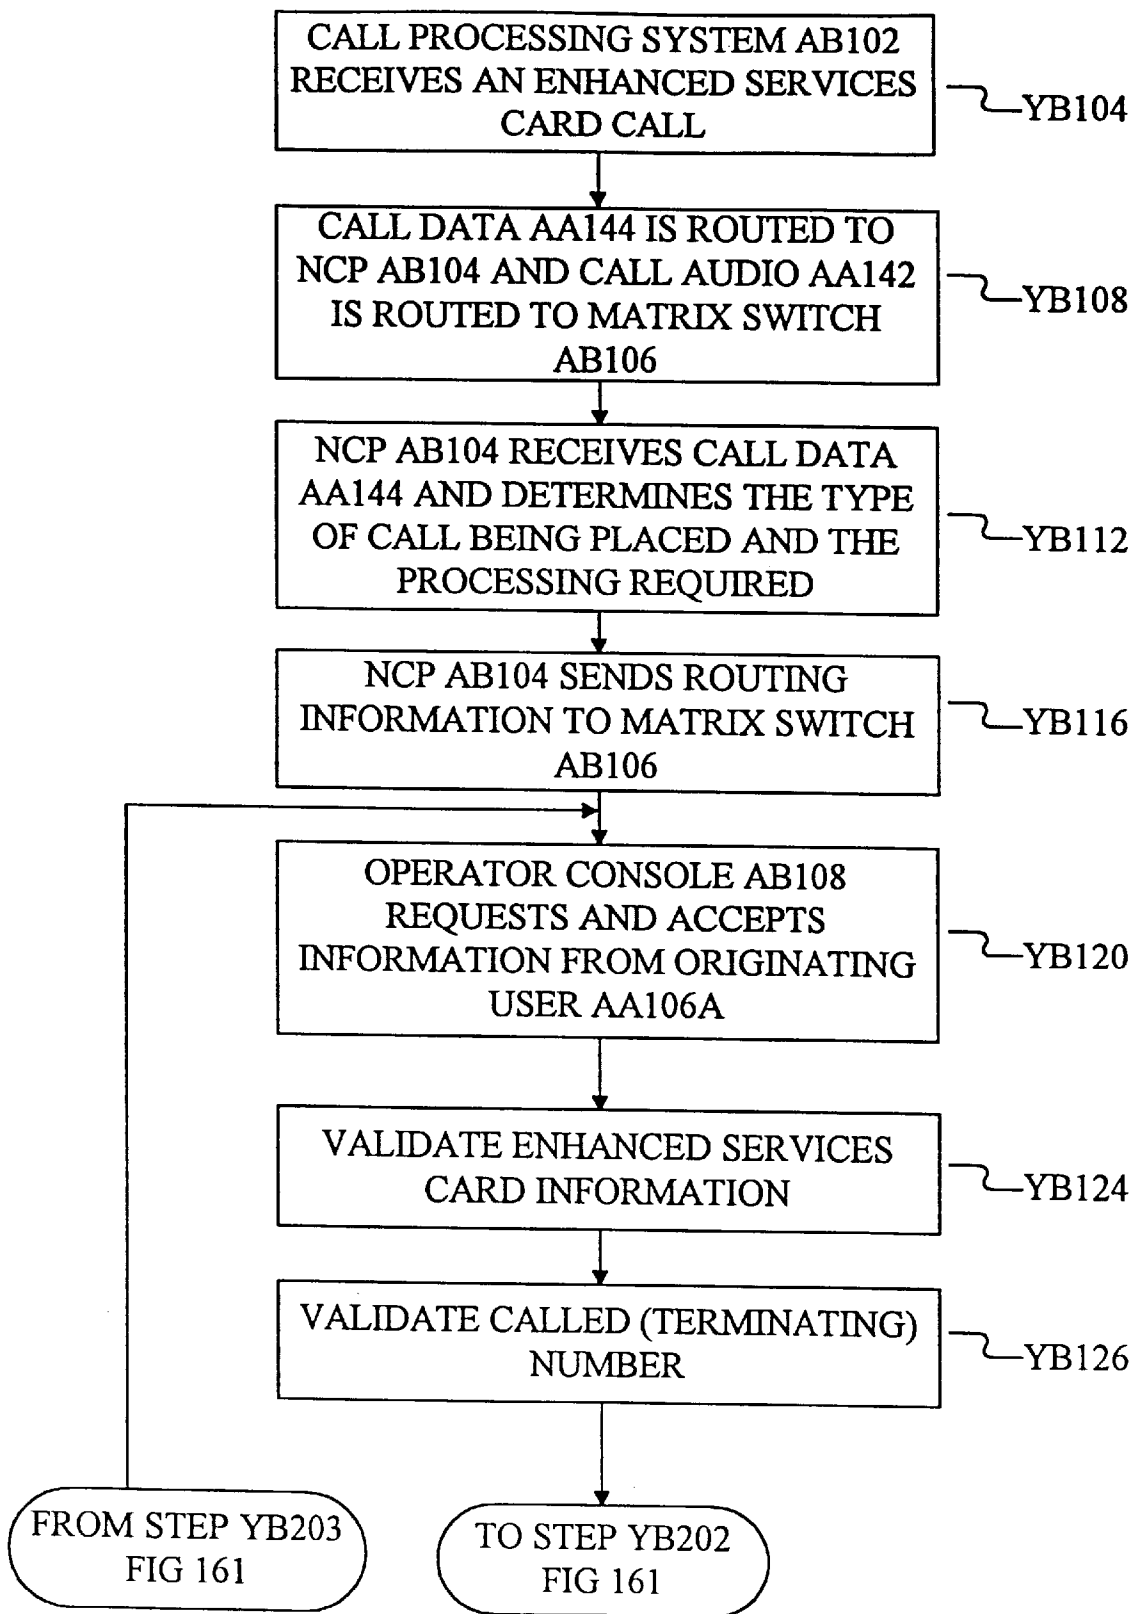 CALL PROCESSING SYSTEM AB102
RECEIVES AN ENHANCED SERVICES
CARD CALL
YB104
CALL DATA AA144 IS ROUTED TO
NCP AB104 AND CALL AUDIO AA142
IS ROUTED TO MATRIX SWITCH
AB106
YB108
NCP AB104 RECEIVES CALL DATA
AA144 AND DETERMINES THE TYPE
OF CALL BEING PLACED AND THE
PROCESSING REQUIRED
YB112
NCP AB104 SENDS ROUTING
INFORMATION TO MATRIX SWITCH
AB106
YB116
OPERATOR CONSOLE AB108
REQUESTS AND ACCEPTS
INFORMATION FROM ORIGINATING
USER AA106A
YB120
VALIDATE ENHANCED SERVICES
CARD INFORMATION
YB124
VALIDATE CALLED (TERMINATING)
NUMBER
YB126
FROM STEP YB203
FIG 161
TO STEP YB202
FIG 161